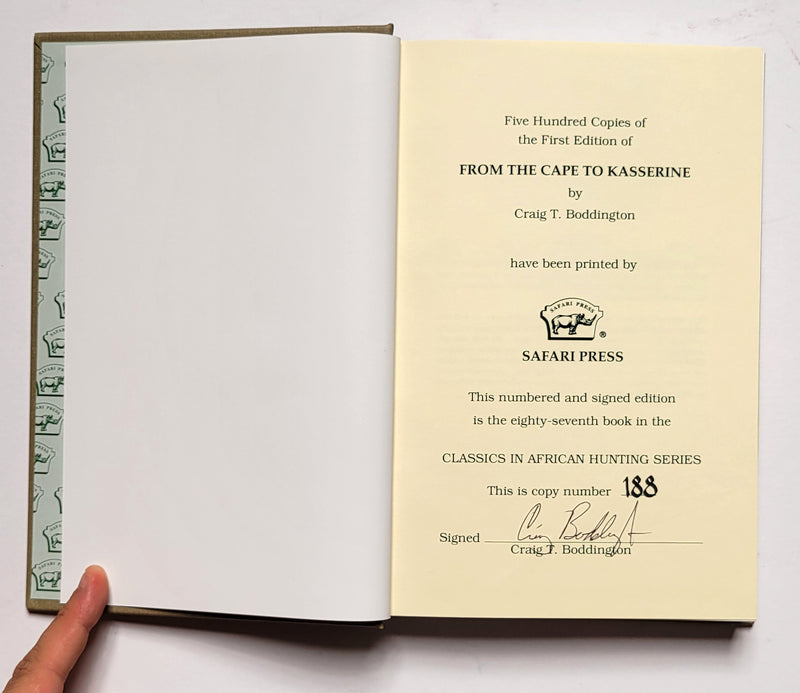 Five Hundred Copies of
the First Edition of
FROM THE CAPE TO KASSERINE
by
Craig T. Boddington
have been printed by
SAFARI PRESS
®
SAFARI PRESS
This numbered and signed edition
is the eighty-seventh book in the
CLASSICS IN AFRICAN HUNTING SERIES
This is copy number 188
Signed
Craig T. Boddington